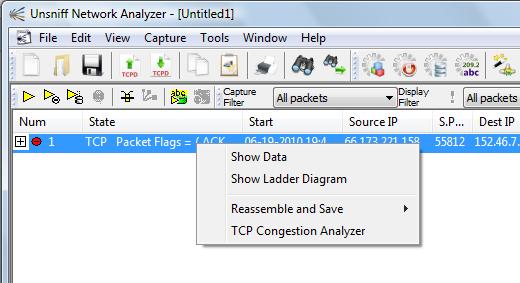 Unsniff Network Analyzer - [Untitled1]
File Edit View Capture Tools Window Help
TCPD TCPD 209.2 abc
abc Capture Filter All packets Display Filter ! All packets
Num State Start Source IP S.P... Dest IP
1 TCP Packet Flags = ( ACK 06-19-2010 19:4 66.173.221.158 55812 152.46.7.
Show Data
Show Ladder Diagram
Reassemble and Save
TCP Congestion Analyzer